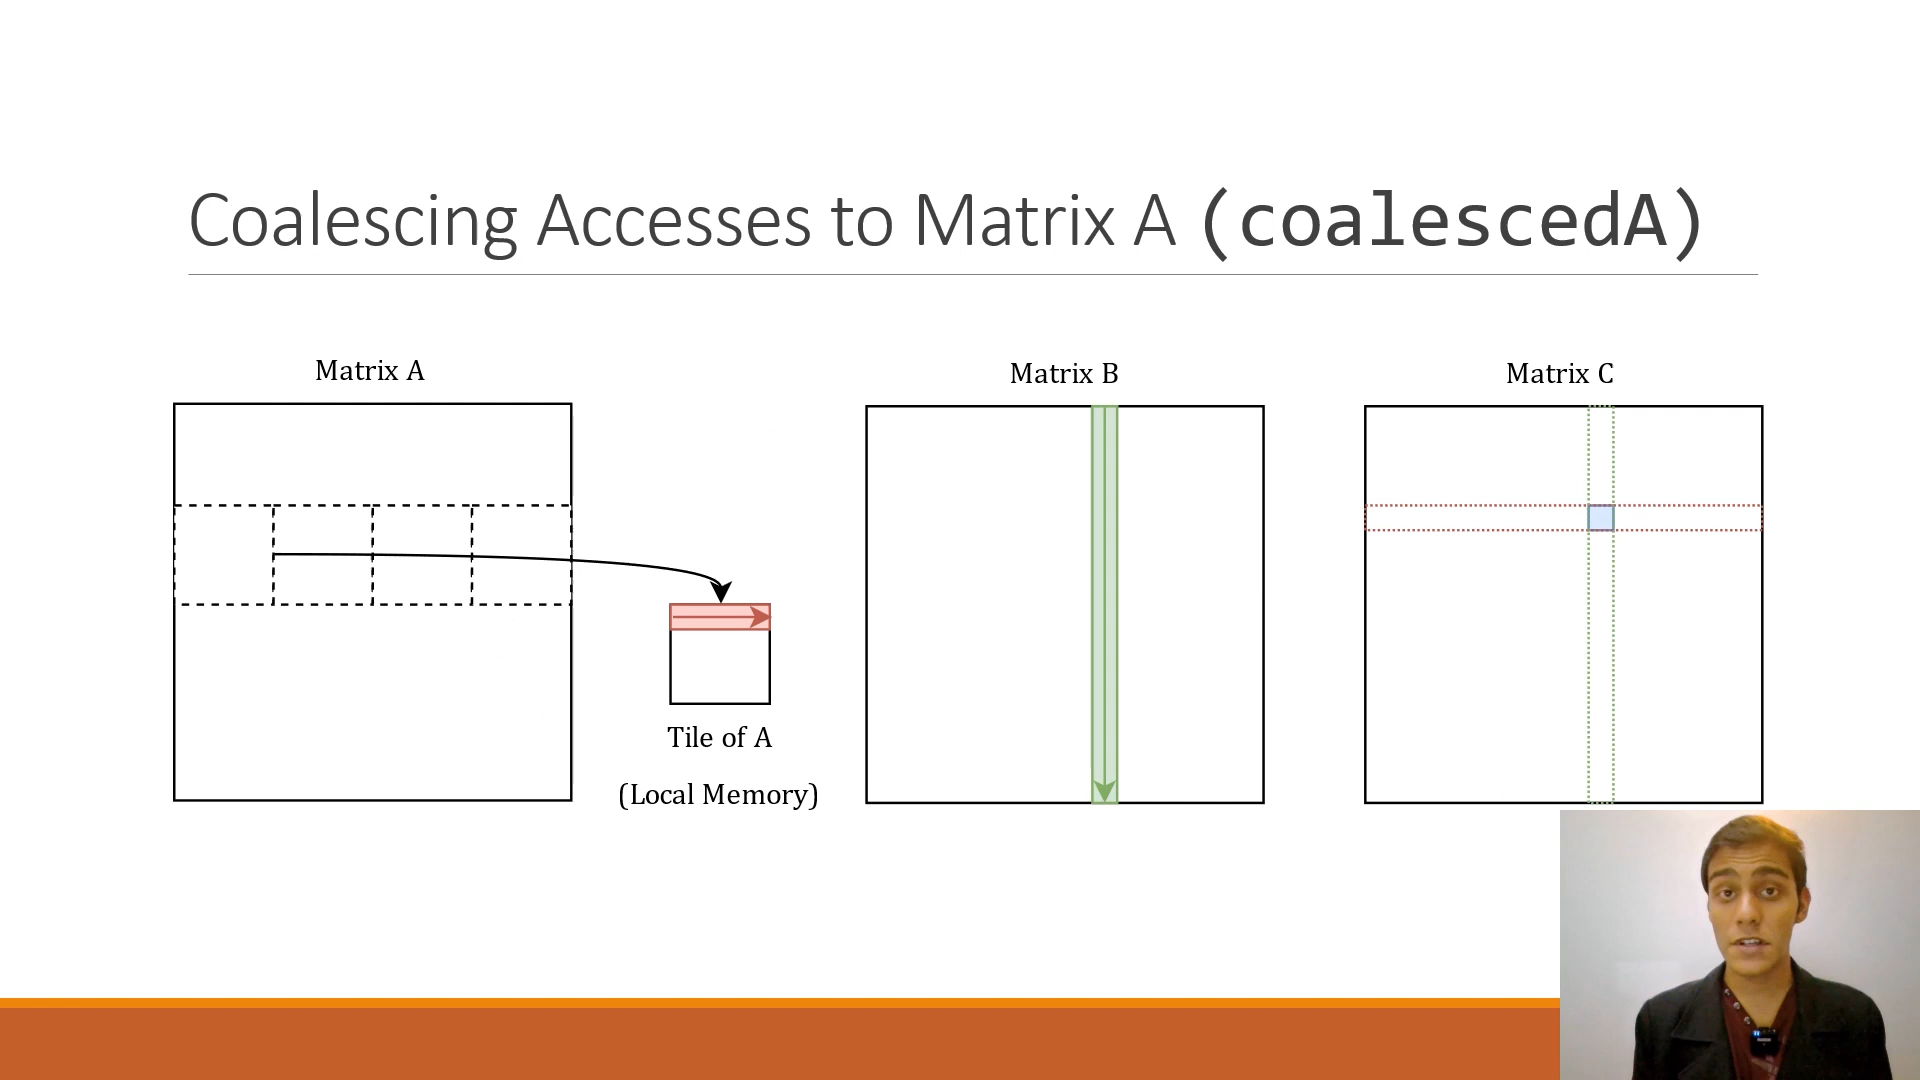 Coalescing Accesses to Matrix A (coalescedA)
Matrix A
Matrix B
Matrix C
Tile of A
(Local Memory)